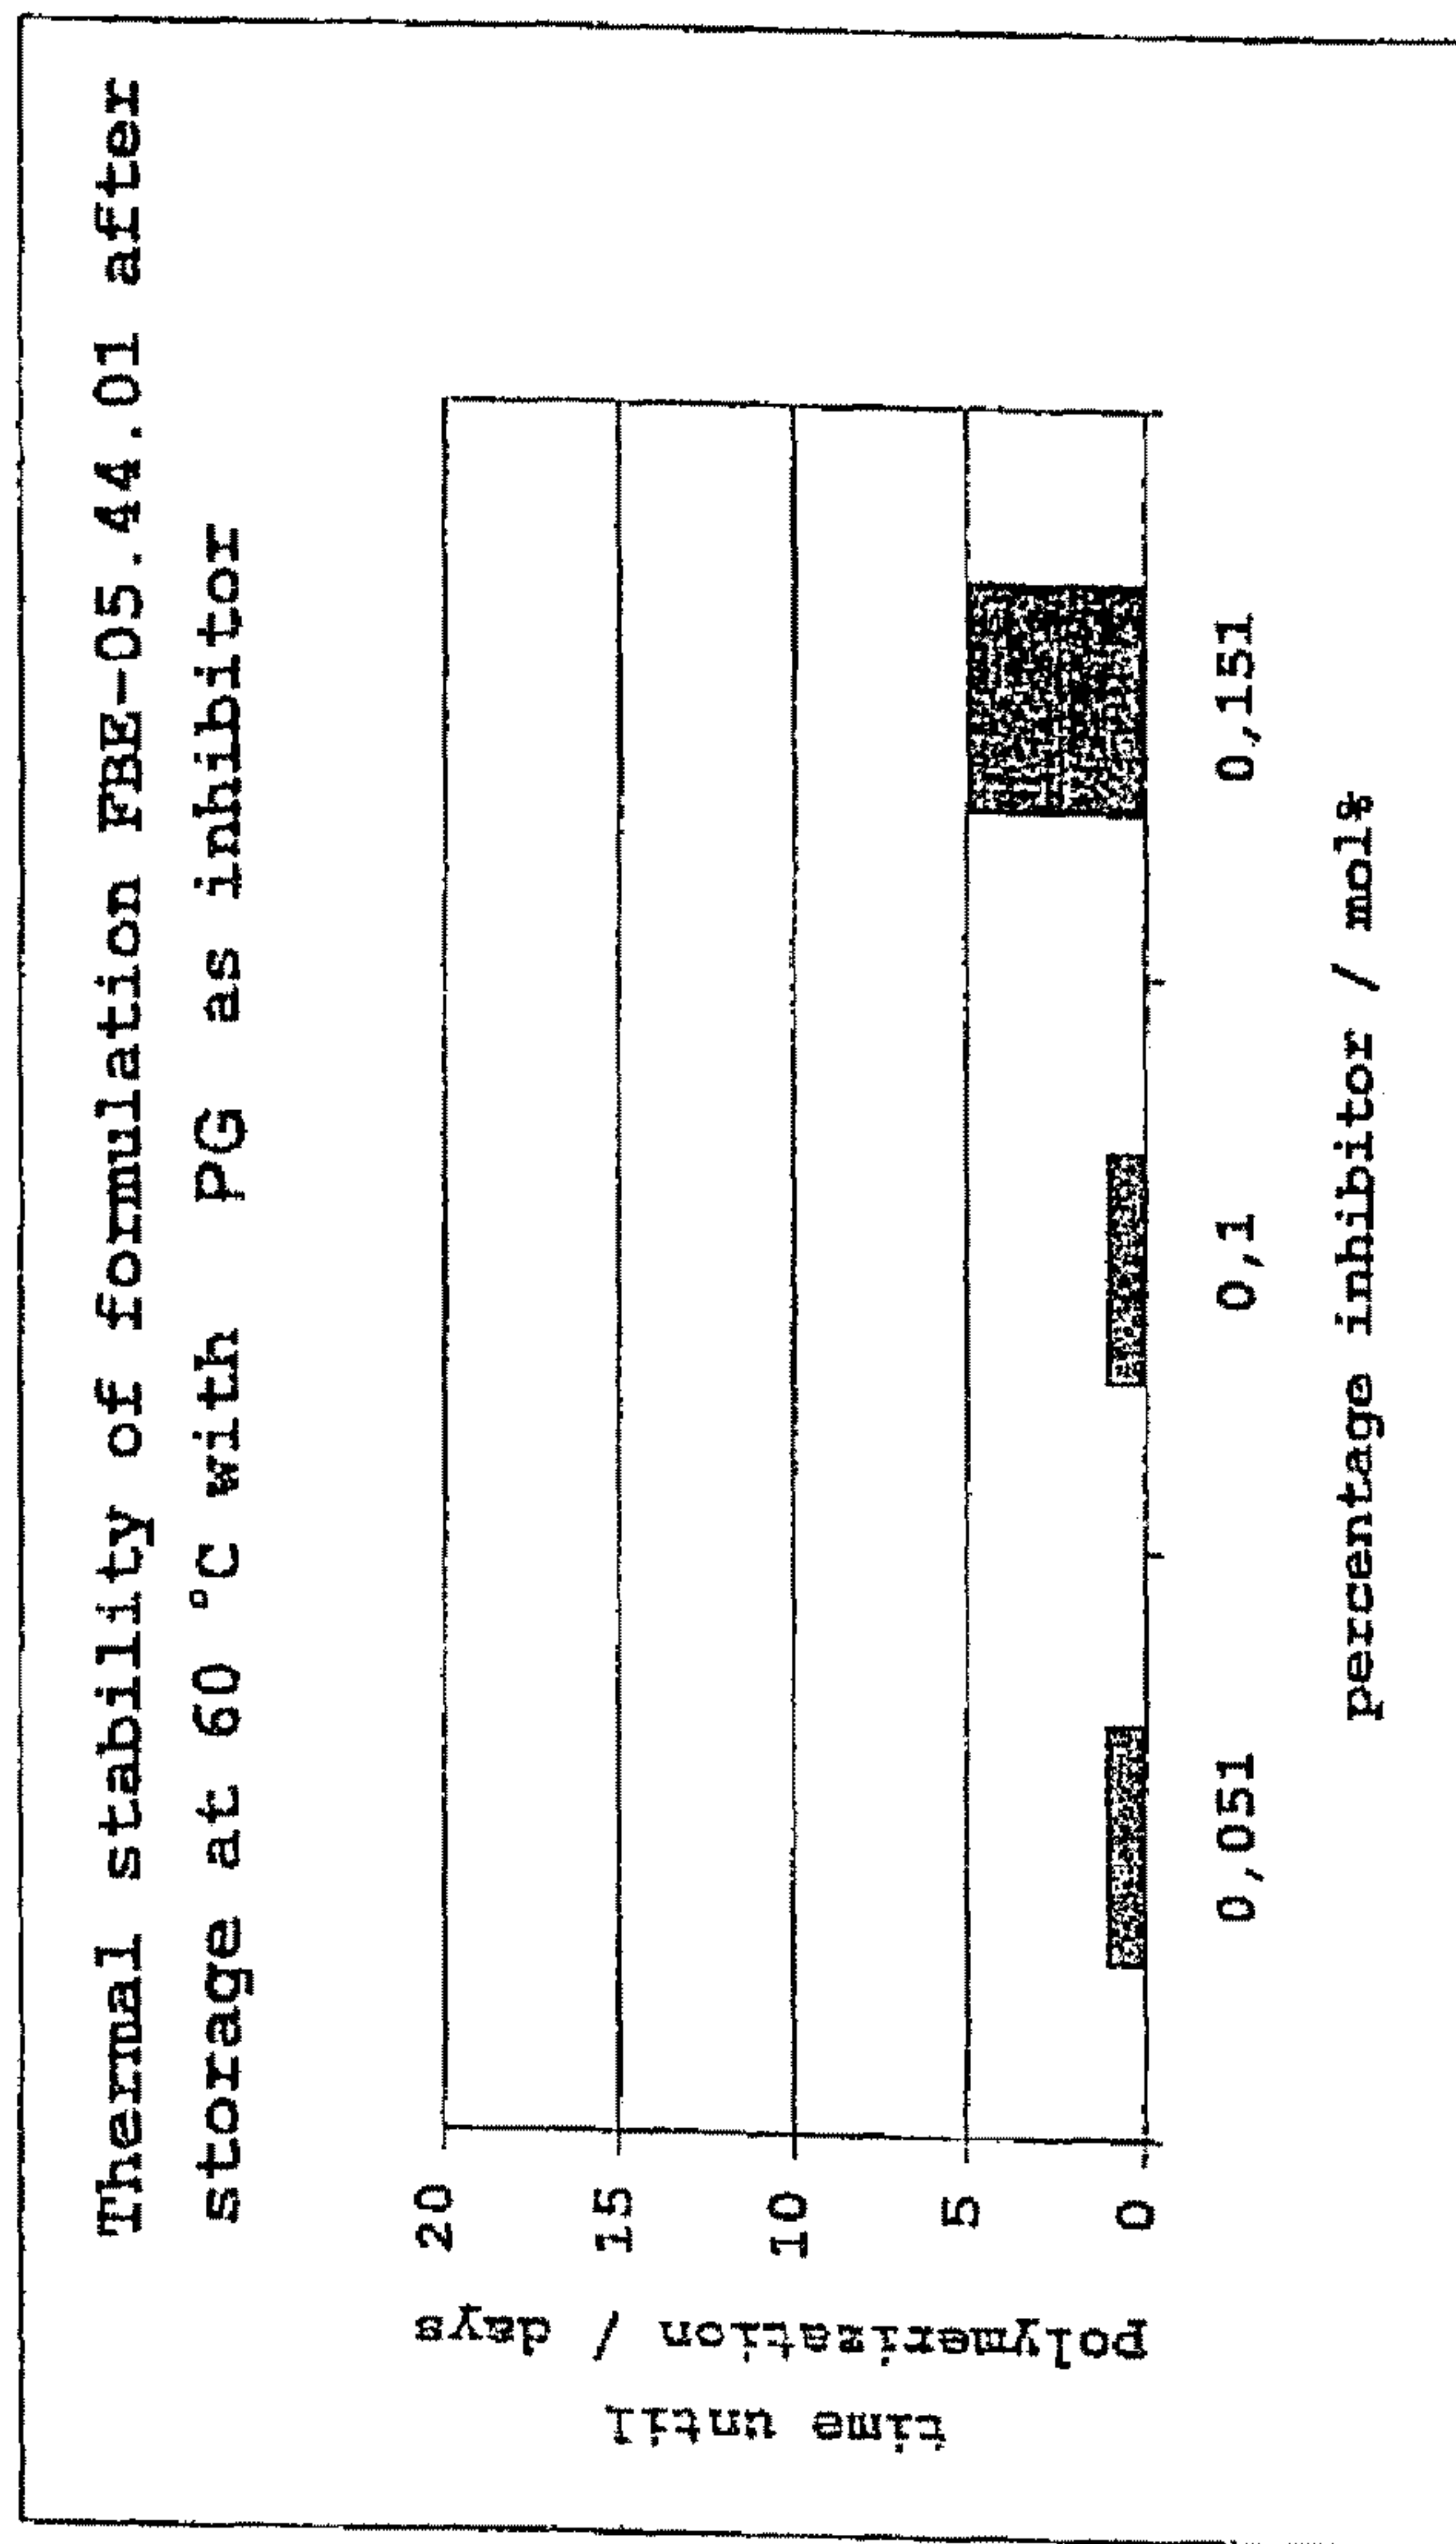 Thermal stability of formulation FBE-05.44.01 after
storage at 60 °C with PG as inhibitor
time until
polymerization / days
20
15
10
5
0
0,051
0,1
0,151
percentage inhibitor / mol%